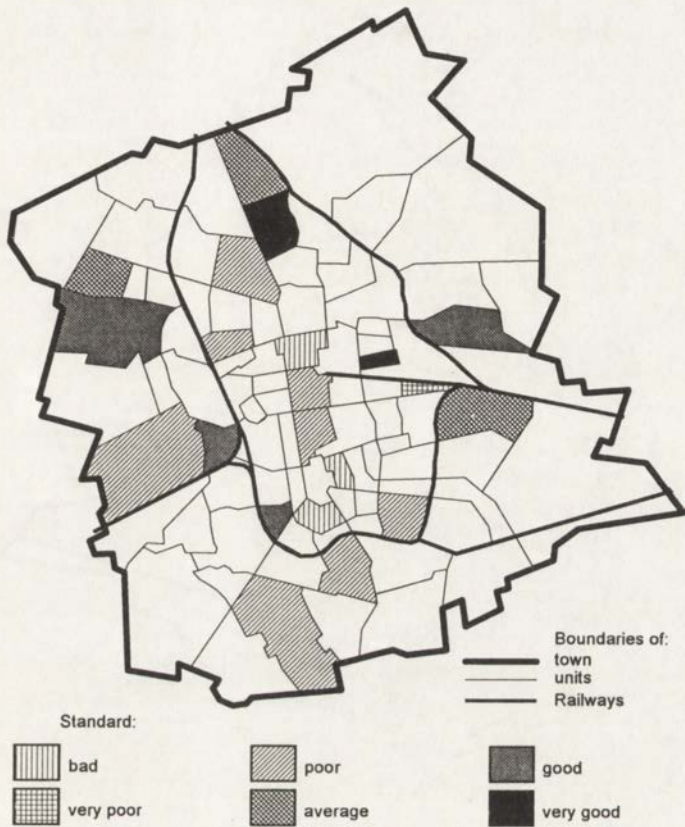 Boundaries of:
town
units
Railways
Standard:
bad
poor
good
very poor
average
very good